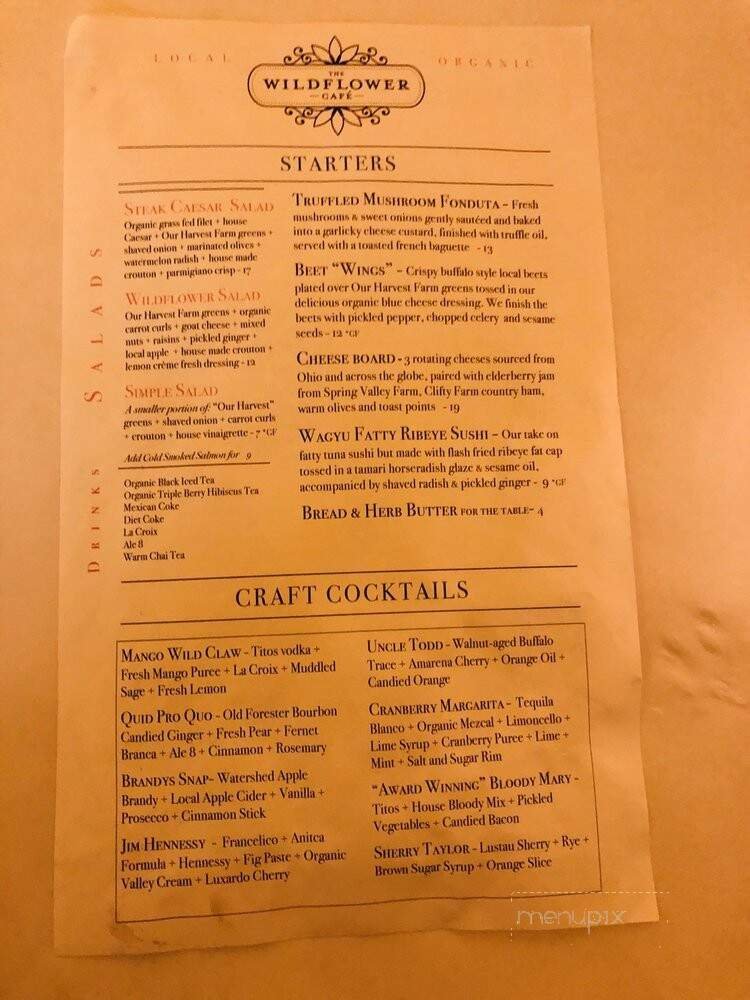 LOCAL
ORGANIC
THE
WILDFLOWER
CAFÉ
STARTERS
SALADS
STEAK CAESAR SALAD
Organic grass fed filet + house
Caesar + Our Harvest Farm greens +
shaved onion + marinated olives +
watermelon radish + house made
crouton + parmigiano crisp - 17
WILDFLOWER SALAD
Our Harvest Farm greens + organic
carrot curls + goat cheese + mixed
nuts + raisins + pickled ginger +
local apple + house made crouton +
lemon crème fresh dressing - 12
SIMPLE SALAD
A smaller portion of: "Our Harvest"
greens + shaved onion + carrot curls
+ crouton + house vinaigrette - 7 *GF
Add Cold Smoked Salmon for 9
DRINKS
Organic Black Iced Tea
Organic Triple Berry Hibiscus Tea
Mexican Coke
Diet Coke
La Croix
Ale 8
Warm Chai Tea
TRUFFLED MUSHROOM FONDUTA - Fresh
mushrooms & sweet onions gently sautéed and baked
into a garlicky cheese custard, finished with truffle oil,
served with a toasted french baguette - 13
BEET "WINGS" - Crispy buffalo style local beets
plated over Our Harvest Farm greens tossed in our
delicious organic blue cheese dressing. We finish the
beets with pickled pepper, chopped celery and sesame
seeds - 12 *GF
CHEESE BOARD - 3 rotating cheeses sourced from
Ohio and across the globe, paired with elderberry jam
from Spring Valley Farm, Clifty Farm country ham,
warm olives and toast points - 19
WAGYU FATTY RIBEYE SUSHI - Our take on
fatty tuna sushi but made with flash fried ribeye fat cap
tossed in a tamari horseradish glaze & sesame oil,
accompanied by shaved radish & pickled ginger - 9 *GF
BREAD & HERB BUTTER FOR THE TABLE- 4
CRAFT COCKTAILS
MANGO WILD CLAW - Titos vodka +
Fresh Mango Puree + La Croix + Muddled
Sage + Fresh Lemon
QUID PRO QUO - Old Forester Bourbon
Candied Ginger + Fresh Pear + Fernet
Branca + Ale 8 + Cinnamon + Rosemary
BRANDYS SNAP- Watershed Apple
Brandy + Local Apple Cider + Vanilla +
Prosecco + Cinnamon Stick
JIM HENNESSY - Francelico + Anitca
Formula + Hennessy + Fig Paste + Organic
Valley Cream + Luxardo Cherry
UNCLE TODD - Walnut-aged Buffalo
Trace + Amarena Cherry + Orange Oil +
Candied Orange
CRANBERRY MARGARITA - Tequila
Blanco + Organic Mezcal + Limoncello +
Lime Syrup + Cranberry Puree + Lime +
Mint + Salt and Sugar Rim
"AWARD WINNING" BLOODY MARY -
Titos + House Bloody Mix + Pickled
Vegetables + Candied Bacon
SHERRY TAYLOR - Lustau Sherry + Rye +
Brown Sugar Syrup + Orange Slice
menupix